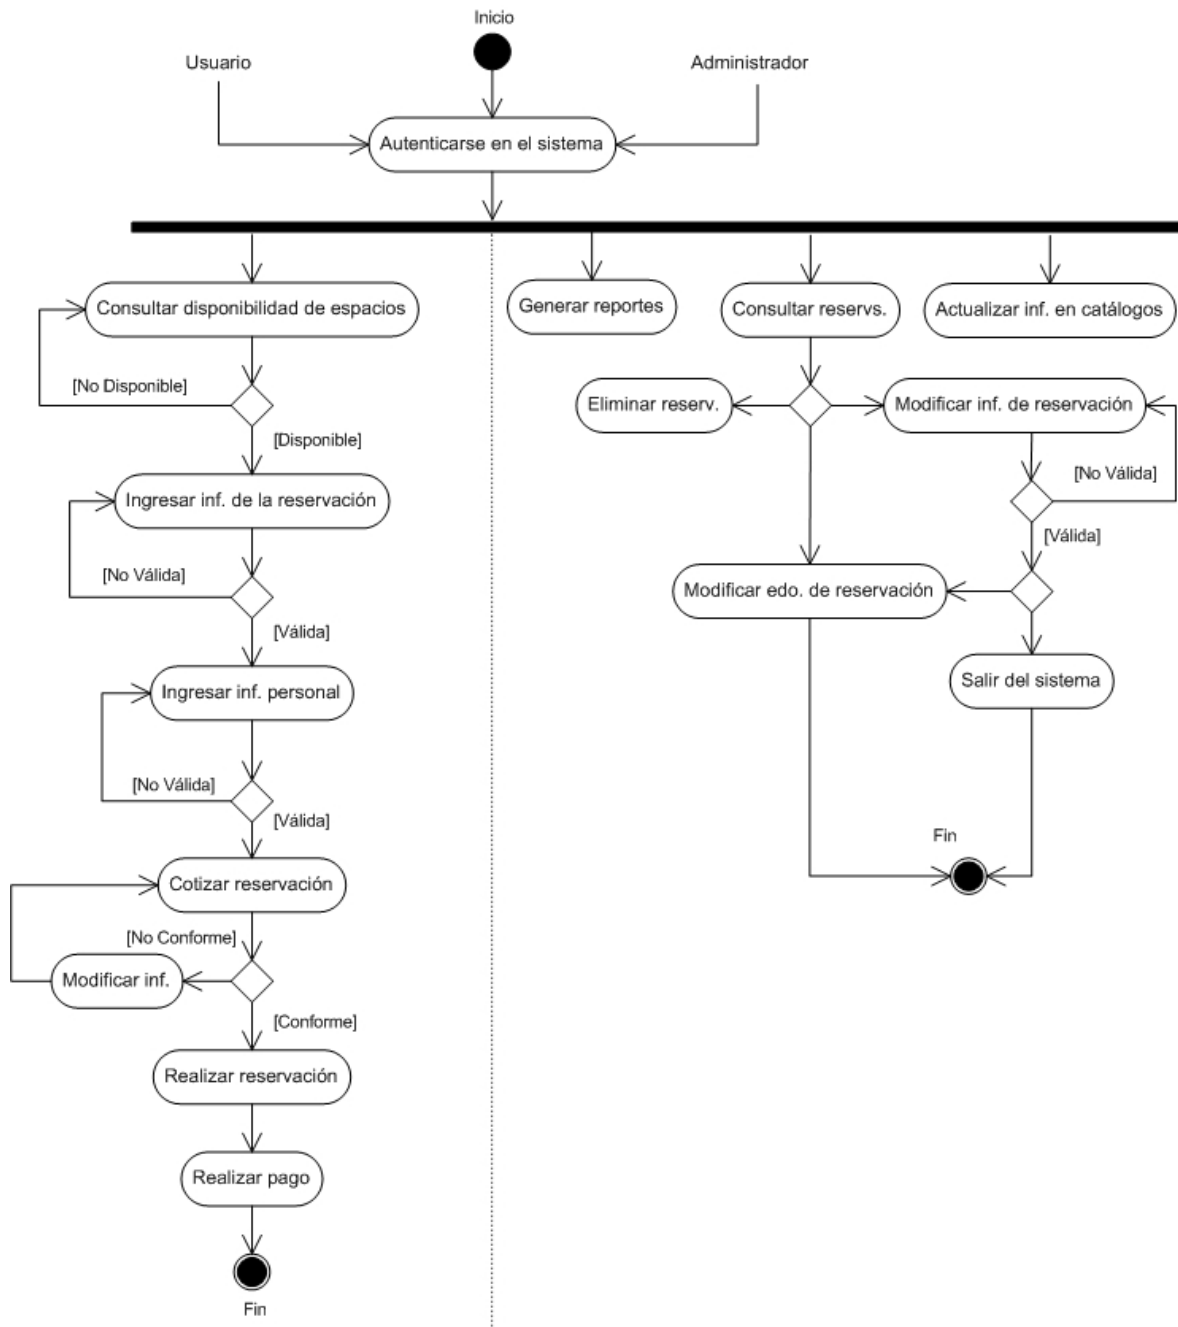 Inicio
Usuario
Administrador
Autenticarse en el sistema
Consultar disponibilidad de espacios
Generar reportes
Consultar reservs.
Actualizar inf. en catálogos
[No Disponible]
Eliminar reserv.
Modificar inf. de reservación
[Disponible]
[No Válida]
Ingresar inf. de la reservación
[Válida]
[No Válida]
Modificar edo. de reservación
[Válida]
Salir del sistema
Ingresar inf. personal
[No Válida]
[Válida]
Fin
Cotizar reservación
[No Conforme]
Modificar inf.
[Conforme]
Realizar reservación
Realizar pago
Fin